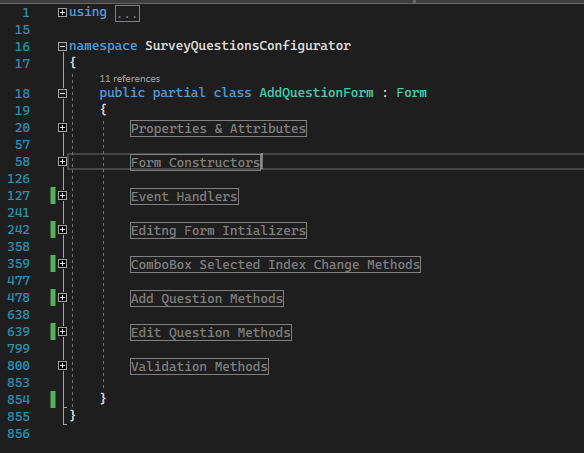 1 using ...
15
16 namespace SurveyQuestionsConfigurator
17 {
11 references
18 public partial class AddQuestionForm : Form
19 {
20 Properties & Attributes
57
58 Form Constructors
126
127 Event Handlers
241
242 Editng Form Intializers
358
359 ComboBox Selected Index Change Methods
477
478 Add Question Methods
638
639 Edit Question Methods
799
800 Validation Methods
853
854 }
855 }
856